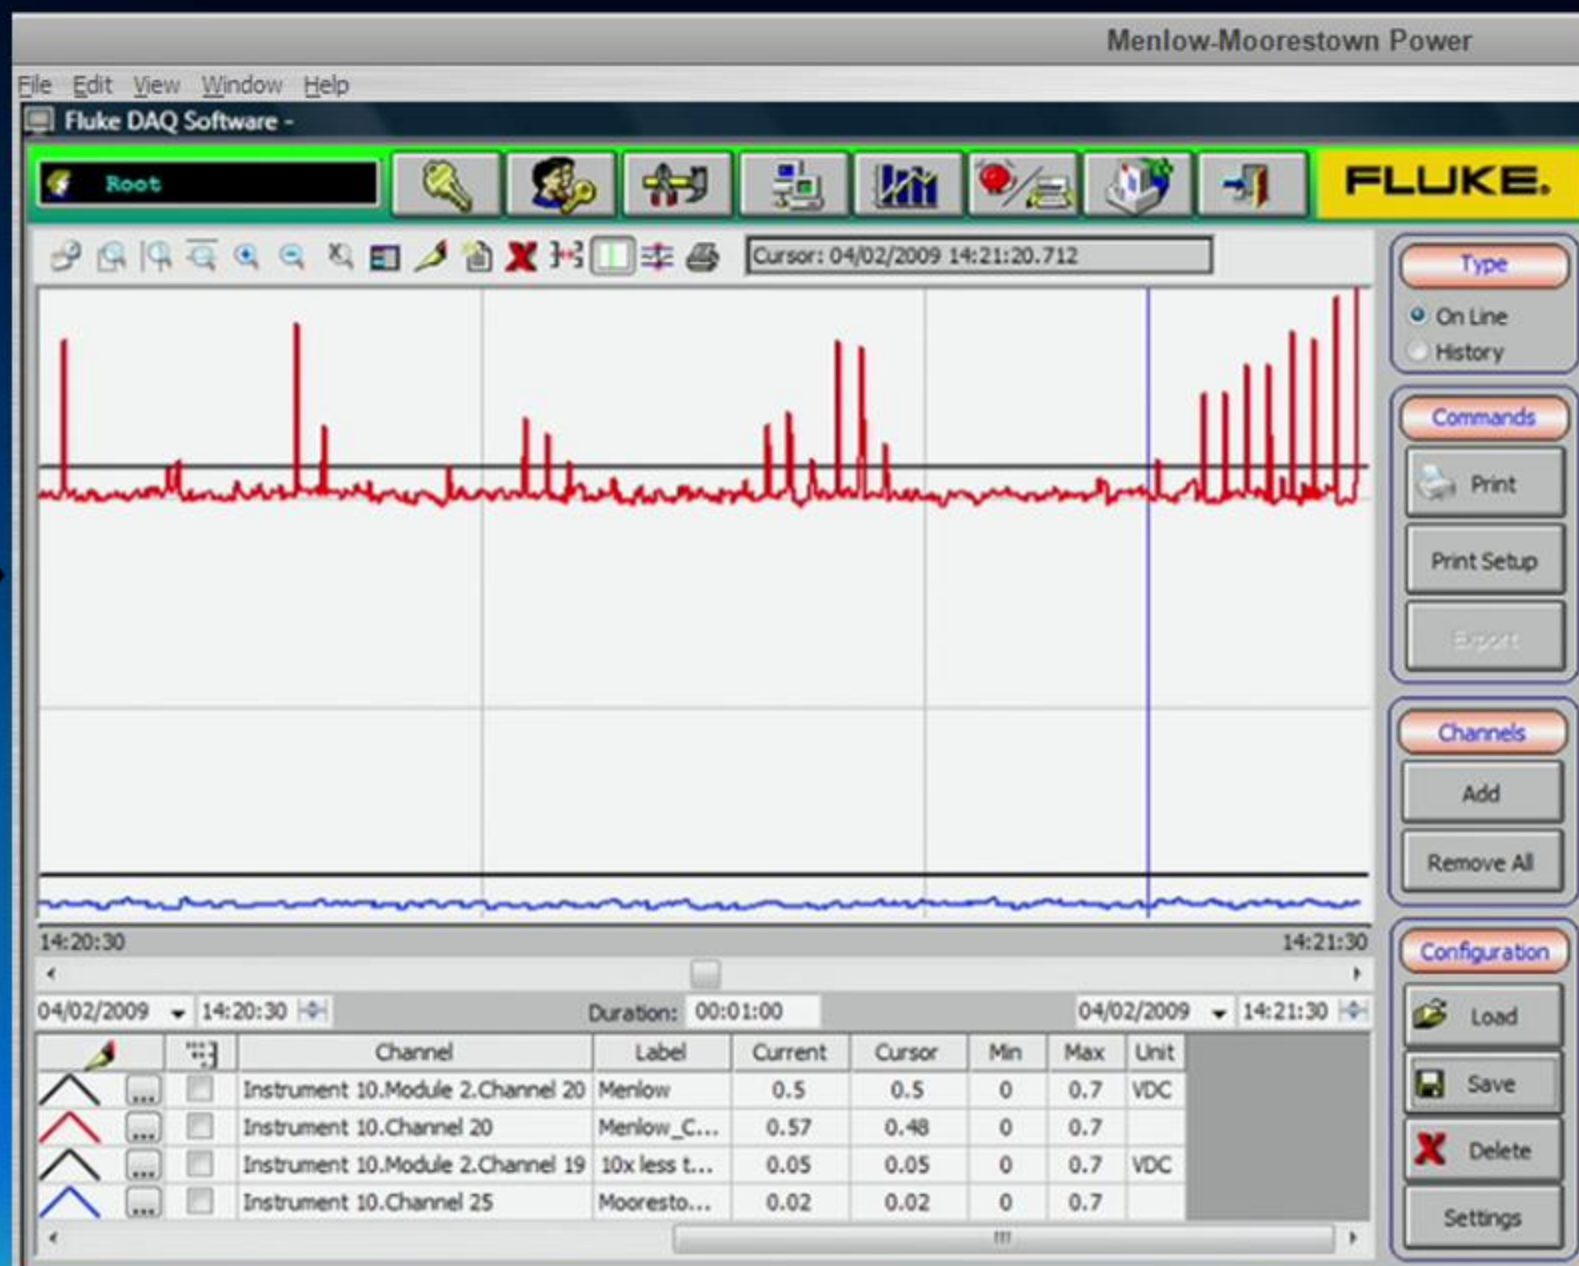 Menlow-Moorestown Power
File Edit View Window Help
Fluke DAQ Software -
Root
FLUKE.
Cursor: 04/02/2009 14:21:20.712
Type
On Line
History
Commands
Print
Print Setup
Export
Channels
Add
Remove All
14:20:30 14:21:30
04/02/2009 14:20:30 Duration: 00:01:00 04/02/2009 14:21:30
Channel Label Current Cursor Min Max Unit
... Instrument 10.Module 2.Channel 20 Menlow 0.5 0.5 0 0.7 VDC
... Instrument 10.Channel 20 Menlow_C... 0.57 0.48 0 0.7
... Instrument 10.Module 2.Channel 19 10x less t... 0.05 0.05 0 0.7 VDC
... Instrument 10.Channel 25 Mooresto... 0.02 0.02 0 0.7
Configuration
Load
Save
Delete
Settings